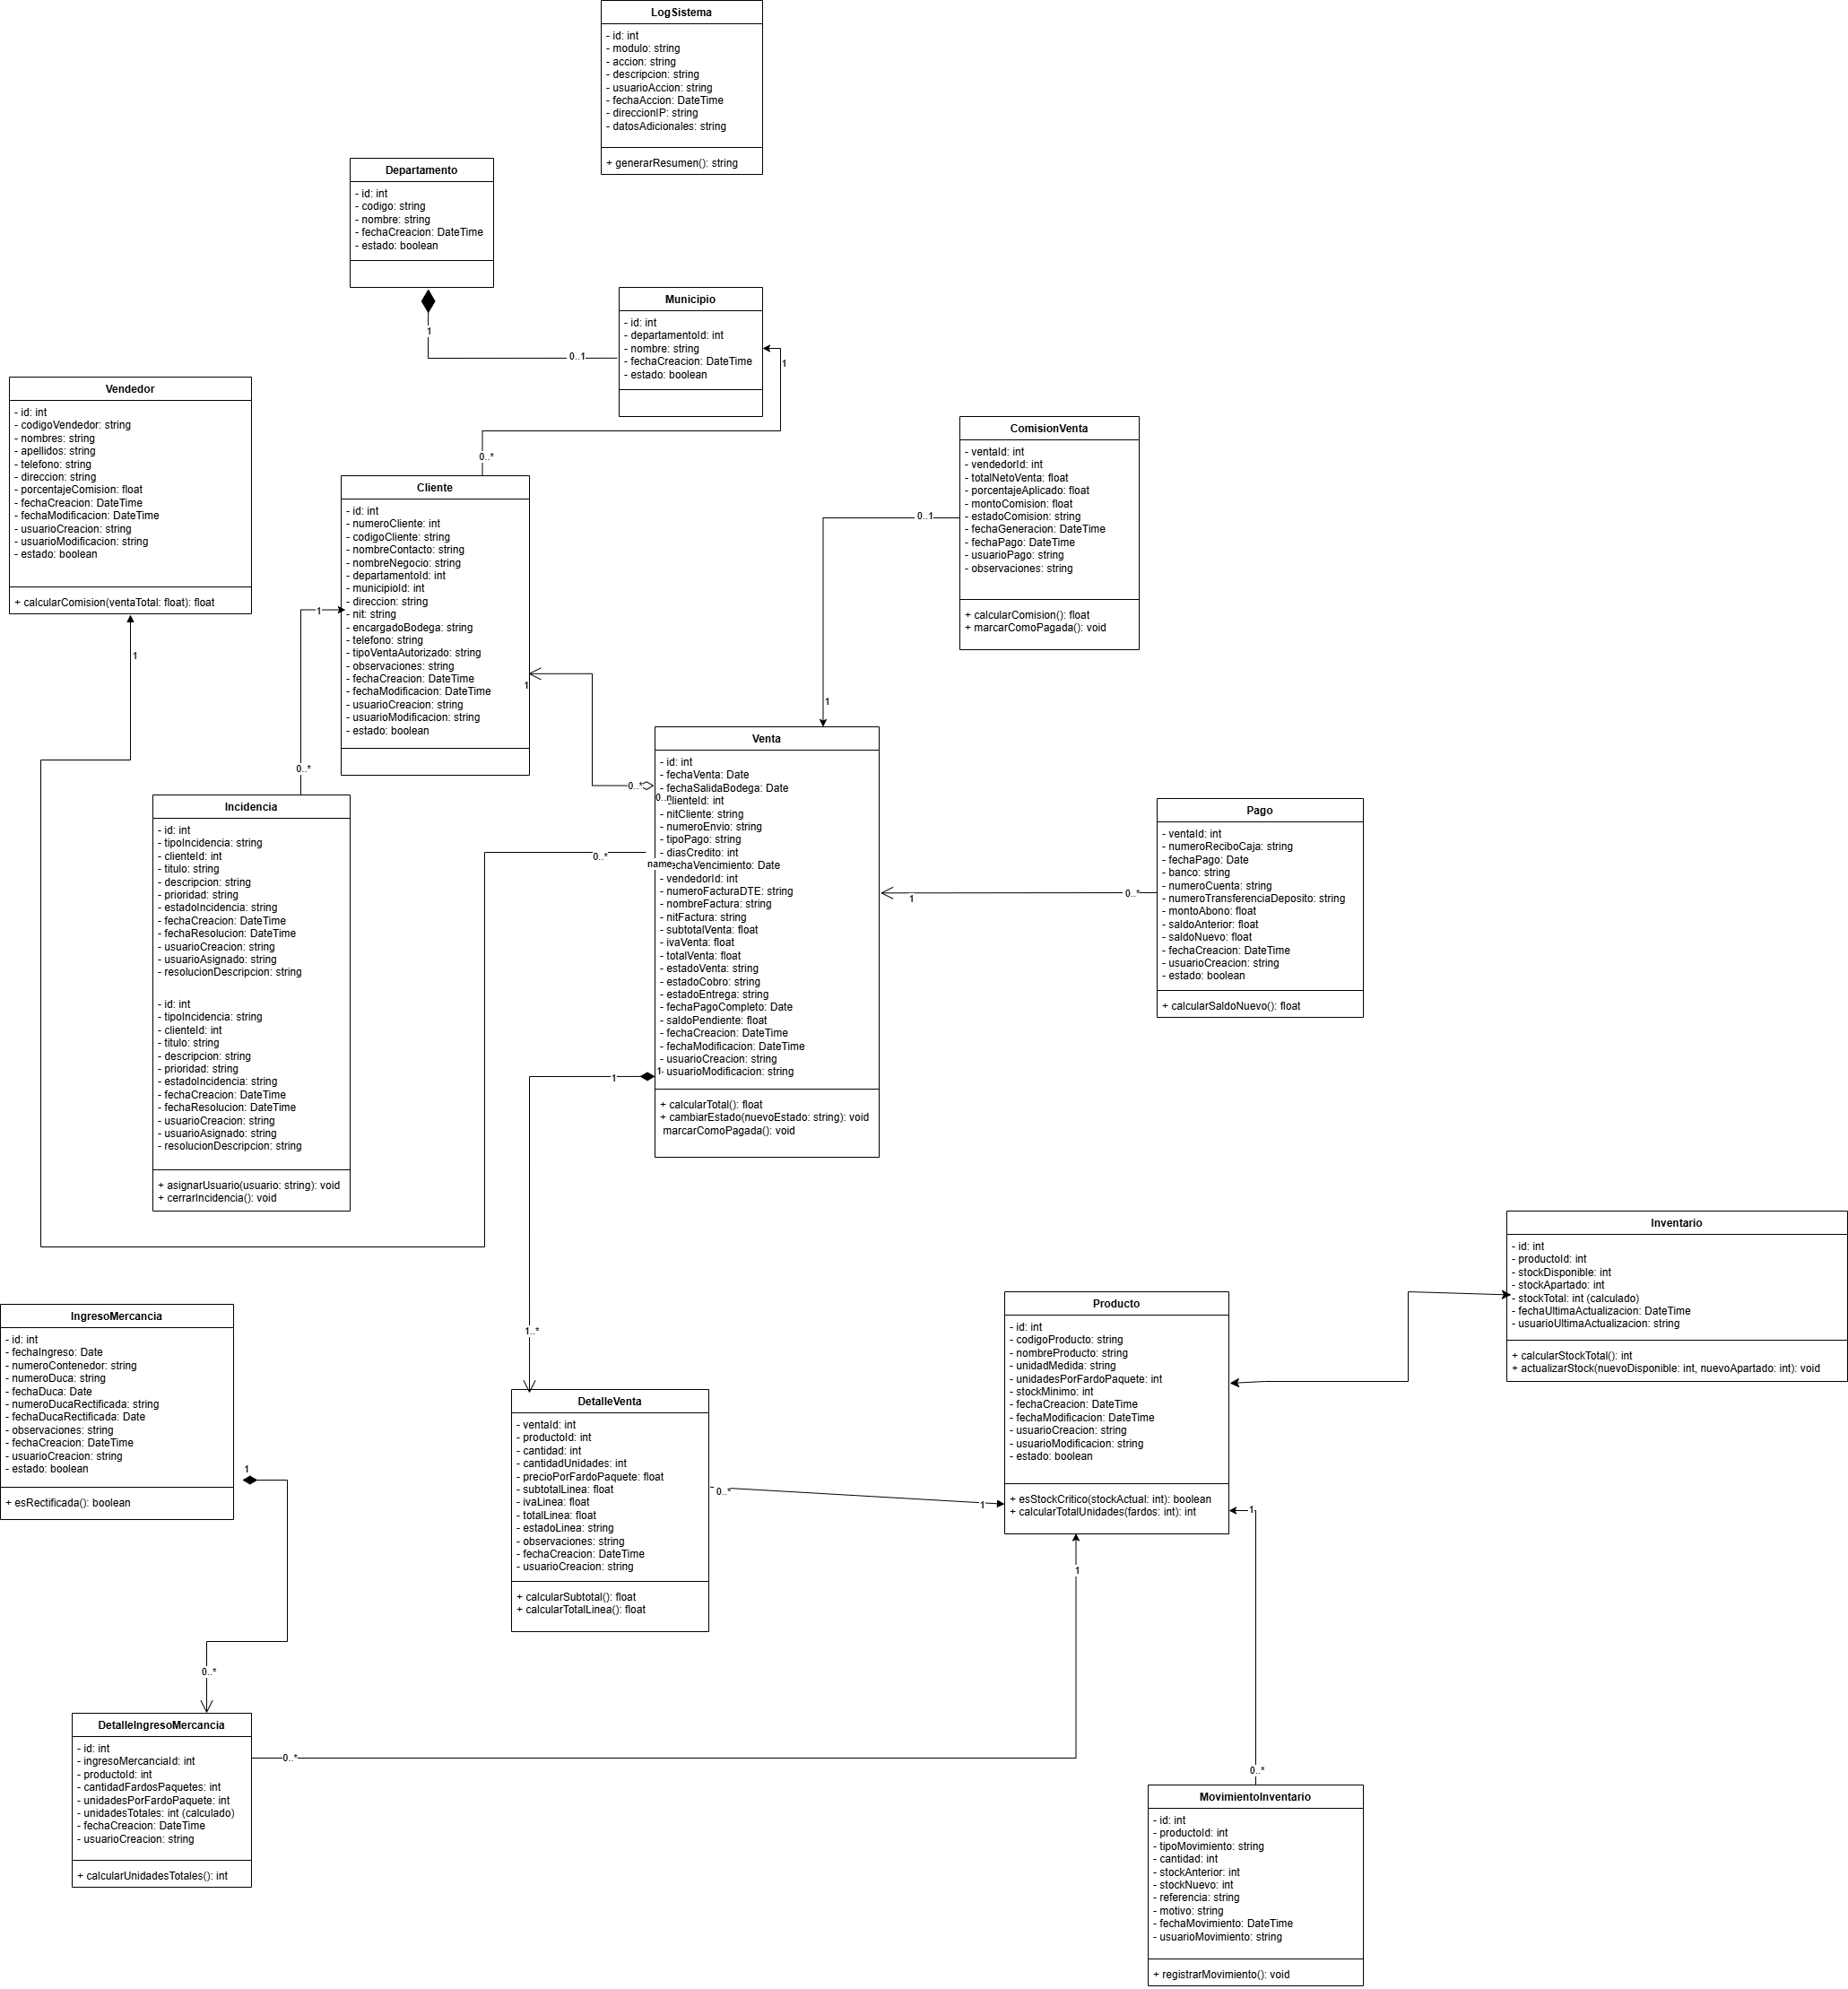 LogSistema
- id: int
- modulo: string
- accion: string
- descripcion: string
- usuarioAccion: string
- fechaAccion: DateTime
- direccionIP: string
- datosAdicionales: string
+ generarResumen(): string
Departamento
- id: int
- codigo: string
- nombre: string
- fechaCreacion: DateTime
- estado: boolean
1
0..1
Municipio
- id: int
- departamentoId: int
- nombre: string
- fechaCreacion: DateTime
- estado: boolean
1
0..*
Vendedor
- id: int
- codigoVendedor: string
- nombres: string
- apellidos: string
- telefono: string
- direccion: string
- porcentajeComision: float
- fechaCreacion: DateTime
- fechaModificacion: DateTime
- usuarioCreacion: string
- usuarioModificacion: string
- estado: boolean
+ calcularComision(ventaTotal: float): float
1
Cliente
- id: int
- numeroCliente: int
- codigoCliente: string
- nombreContacto: string
- nombreNegocio: string
- departamentoId: int
- municipioId: int
- direccion: string
- nit: string
- encargadoBodega: string
- telefono: string
- tipoVentaAutorizado: string
- observaciones: string
- fechaCreacion: DateTime
- fechaModificacion: DateTime
- usuarioCreacion: string
- usuarioModificacion: string
- estado: boolean
1
0..*
1
0..*
0..n
ComisionVenta
- ventaId: int
- vendedorId: int
- totalNetoVenta: float
- porcentajeAplicado: float
- montoComision: float
- estadoComision: string
- fechaGeneracion: DateTime
- fechaPago: DateTime
- usuarioPago: string
- observaciones: string
+ calcularComision(): float
+ marcarComoPagada(): void
0..1
1
Venta
- id: int
- fechaVenta: Date
- fechaSalidaBodega: Date
clienteId: int
- nitCliente: string
- numeroEnvio: string
- tipoPago: string
- diasCredito: int
fechaVencimiento: Date
- vendedorId: int
- numeroFacturaDTE: string
- nombreFactura: string
- nitFactura: string
- subtotalVenta: float
- ivaVenta: float
- totalVenta: float
- estadoVenta: string
- estadoCobro: string
- estadoEntrega: string
- fechaPagoCompleto: Date
- saldoPendiente: float
- fechaCreacion: DateTime
- fechaModificacion: DateTime
- usuarioCreacion: string
- usuarioModificacion: string
+ calcularTotal(): float
+ cambiarEstado(nuevoEstado: string): void
marcarComoPagada(): void
0..*
name
1
1
1..*
Incidencia
- id: int
- tipoIncidencia: string
- clienteId: int
- titulo: string
- descripcion: string
- prioridad: string
- estadoIncidencia: string
- fechaCreacion: DateTime
- fechaResolucion: DateTime
- usuarioCreacion: string
- usuarioAsignado: string
- resolucionDescripcion: string
- id: int
- tipoIncidencia: string
- clienteId: int
- titulo: string
- descripcion: string
- prioridad: string
- estadoIncidencia: string
- fechaCreacion: DateTime
- fechaResolucion: DateTime
- usuarioCreacion: string
- usuarioAsignado: string
- resolucionDescripcion: string
+ asignarUsuario(usuario: string): void
+ cerrarIncidencia(): void
Pago
- ventaId: int
- numeroReciboCaja: string
- fechaPago: Date
- banco: string
- numeroCuenta: string
- numeroTransferenciaDeposito: string
- montoAbono: float
- saldoAnterior: float
- saldoNuevo: float
- fechaCreacion: DateTime
- usuarioCreacion: string
- estado: boolean
+ calcularSaldoNuevo(): float
0..*
1
Inventario
- id: int
- productoId: int
- stockDisponible: int
- stockApartado: int
- stockTotal: int (calculado)
- fechaUltimaActualizacion: DateTime
- usuarioUltimaActualizacion: string
+ calcularStockTotal(): int
+ actualizarStock(nuevoDisponible: int, nuevoApartado: int): void
Producto
- id: int
- codigoProducto: string
- nombreProducto: string
- unidadMedida: string
- unidadesPorFardoPaquete: int
- stockMinimo: int
- fechaCreacion: DateTime
- fechaModificacion: DateTime
- usuarioCreacion: string
- usuarioModificacion: string
- estado: boolean
+ esStockCritico(stockActual: int): boolean
+ calcularTotalUnidades(fardos: int): int
IngresoMercancia
- id: int
- fechaIngreso: Date
- numeroContenedor: string
- numeroDuca: string
- fechaDuca: Date
- numeroDucaRectificada: string
- fechaDucaRectificada: Date
- observaciones: string
- fechaCreacion: DateTime
- usuarioCreacion: string
- estado: boolean
+ esRectificada(): boolean
1
0..*
DetalleVenta
- ventaId: int
- productoId: int
- cantidad: int
- cantidadUnidades: int
- precioPorFardoPaquete: float
- subtotalLinea: float
- ivaLinea: float
- totalLinea: float
- estadoLinea: string
- observaciones: string
- fechaCreacion: DateTime
- usuarioCreacion: string
+ calcularSubtotal(): float
+ calcularTotalLinea(): float
0..*
1
1
1
DetalleIngresoMercancia
- id: int
- ingresoMercanciaId: int
- productoId: int
- cantidadFardosPaquetes: int
- unidadesPorFardoPaquete: int
- unidadesTotales: int (calculado)
- fechaCreacion: DateTime
- usuarioCreacion: string
+ calcularUnidadesTotales(): int
0..*
0..*
MovimientoInventario
- id: int
- productoId: int
- tipoMovimiento: string
- cantidad: int
- stockAnterior: int
- stockNuevo: int
- referencia: string
- motivo: string
- fechaMovimiento: DateTime
- usuarioMovimiento: string
+ registrarMovimiento(): void